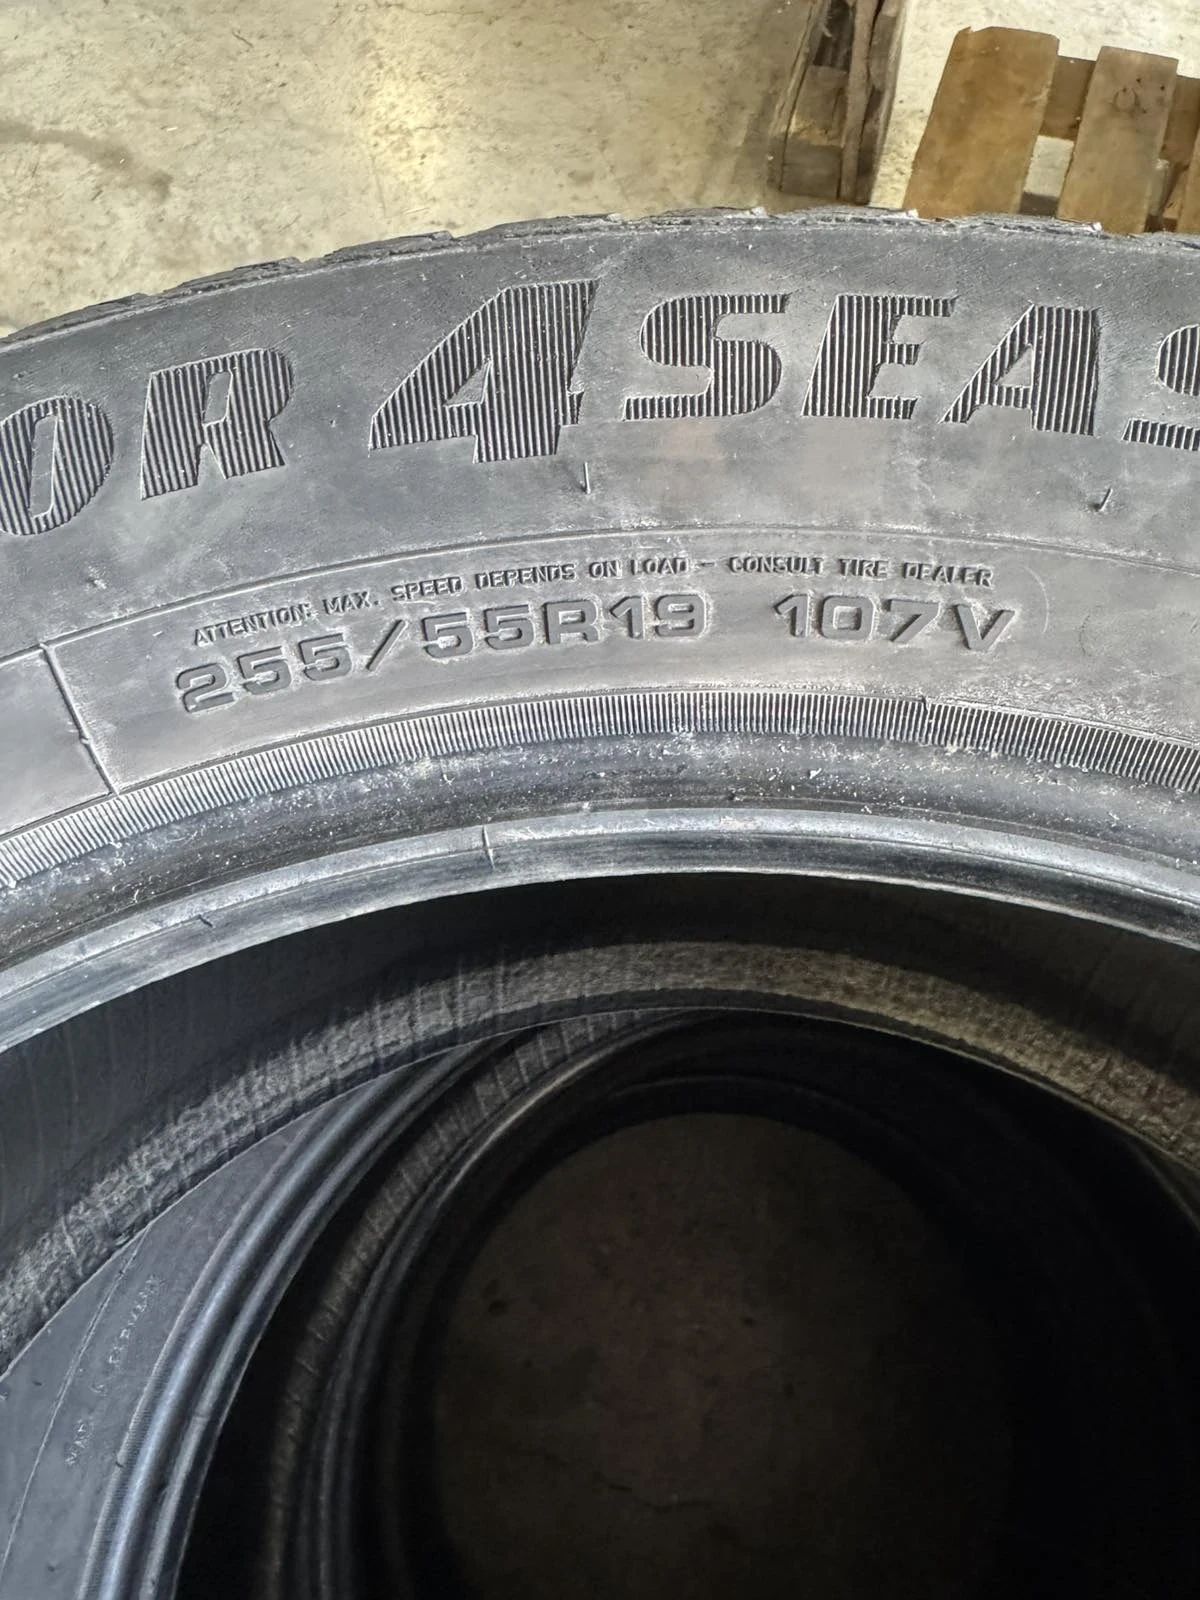 OR 4SEAS
ATTENTION: MAX. SPEED DEPENDS ON LOAD - CONSULT TIRE DEALER
255/55R19 107V